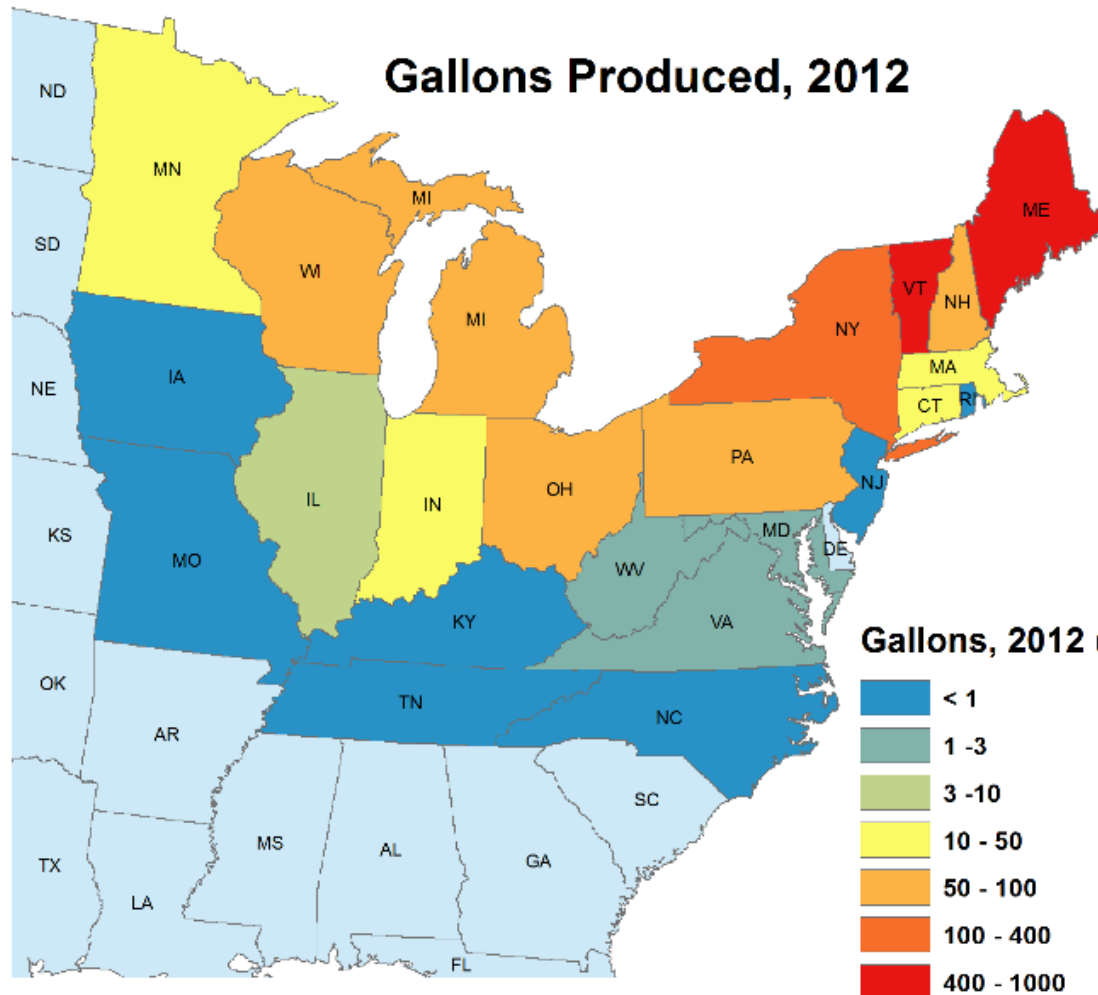 Gallons Produced, 2012
ND
MN
MI
ME
SD
WI
VT
NH
MI
NY
MA
IA
NE
CT
RI
PA
NJ
OH
IL
IN
KS
MD
DE
MO
WV
KY
VA
Gallons, 2012
OK
TN
NC
< 1
AR
1 -3
SC
3 -10
MS
AL
GA
10 - 50
TX
50 - 100
LA
100 - 400
FL
400 - 1000